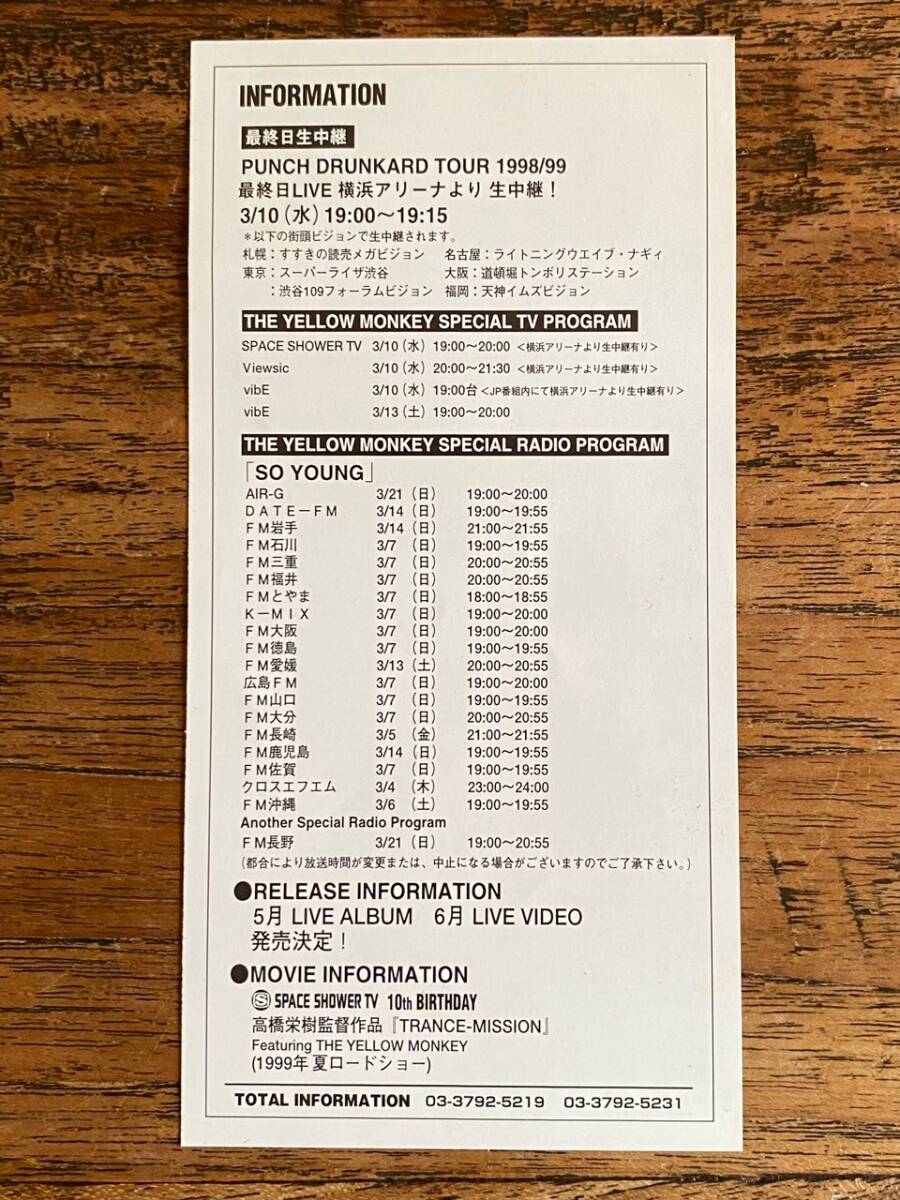 INFORMATION
最終日生中継
PUNCH DRUNKARD TOUR 1998/99
最終日LIVE 横浜アリーナより 生中継！
3/10（水）19:00〜19:15
＊以下の街頭ビジョンで生中継されます。
札幌：すすきの読売メガビジョン 名古屋：ライトニングウエイブ・ナギィ
東京：スーパーライザ渋谷 大阪：道頓堀トンボリステーション
：渋谷109フォーラムビジョン 福岡：天神イムズビジョン
THE YELLOW MONKEY SPECIAL TV PROGRAM
SPACE SHOWER TV 3/10（水）19:00〜20:00 <横浜アリーナより生中継有り>
Viewsic 3/10（水）20:00〜21:30 <横浜アリーナより生中継有り>
vibE 3/10（水）19:00台 <JP番組内にて横浜アリーナより生中継有り>
vibE 3/13（土）19:00〜20:00
THE YELLOW MONKEY SPECIAL RADIO PROGRAM
「SO YOUNG」
AIR-G 3/21（日） 19:00〜20:00
ＤＡＴＥ－ＦＭ 3/14（日） 19:00〜19:55
ＦＭ岩手 3/14（日） 21:00〜21:55
ＦＭ石川 3/7（日） 19:00〜19:55
ＦＭ三重 3/7（日） 20:00〜20:55
ＦＭ福井 3/7（日） 20:00〜20:55
ＦＭとやま 3/7（日） 18:00〜18:55
Ｋ－ＭＩＸ 3/7（日） 19:00〜20:00
ＦＭ大阪 3/7（日） 19:00〜20:00
ＦＭ徳島 3/7（日） 19:00〜19:55
ＦＭ愛媛 3/13（土） 20:00〜20:55
広島ＦＭ 3/7（日） 19:00〜20:00
ＦＭ山口 3/7（日） 19:00〜19:55
ＦＭ大分 3/7（日） 20:00〜20:55
ＦＭ長崎 3/5（金） 21:00〜21:55
ＦＭ鹿児島 3/14（日） 19:00〜19:55
ＦＭ佐賀 3/7（日） 19:00〜19:55
クロスエフエム 3/4（木） 23:00〜24:00
ＦＭ沖縄 3/6（土） 19:00〜19:55
Another Special Radio Program
ＦＭ長野 3/21（日） 19:00〜20:55
（都合により放送時間が変更または、中止になる場合がございますのでご了承下さい。）
●RELEASE INFORMATION
5月 LIVE ALBUM 6月 LIVE VIDEO
発売決定！
●MOVIE INFORMATION
S SPACE SHOWER TV 10th BIRTHDAY
高橋栄樹監督作品『TRANCE-MISSION』
Featuring THE YELLOW MONKEY
(1999年 夏ロードショー)
TOTAL INFORMATION 03-3792-5219 03-3792-5231